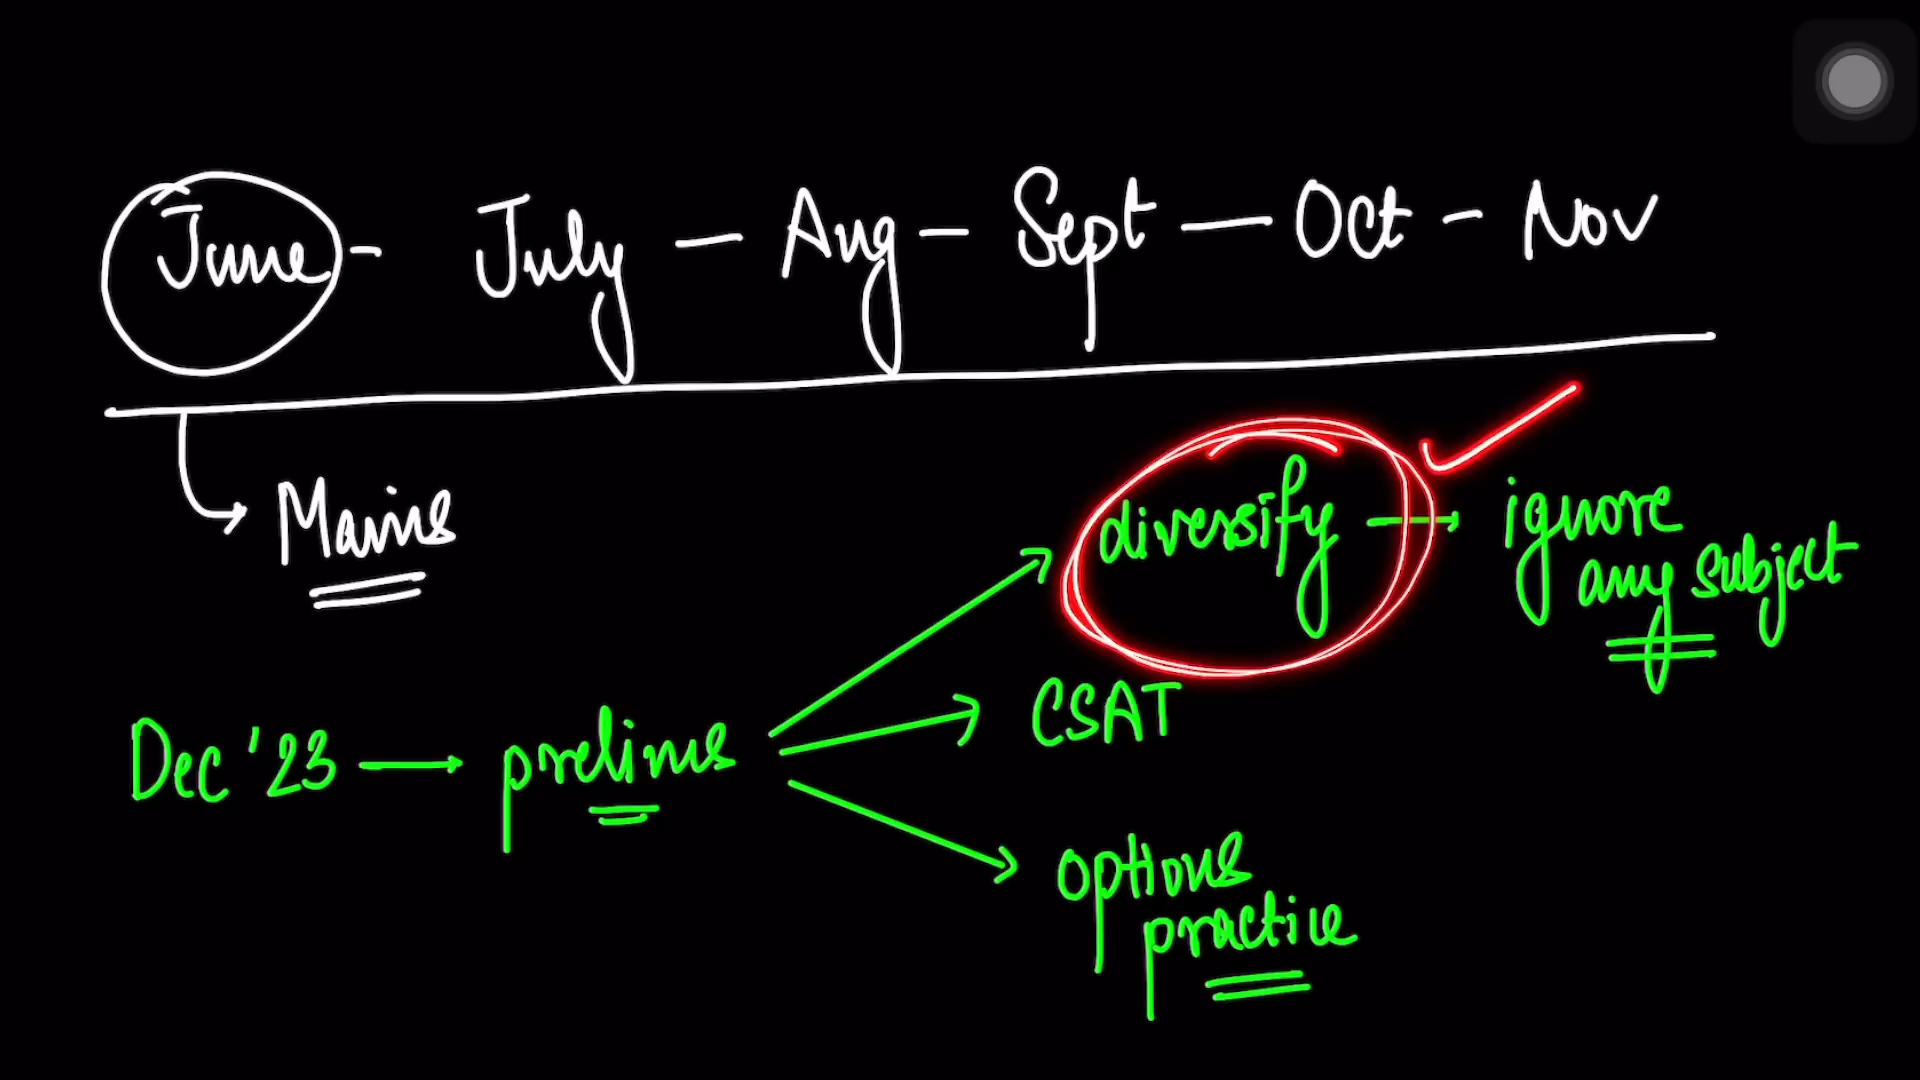 June - July - Aug - Sept - Oct - Nov
Mains
diversify → ignore
any subject
CSAT
Dec '23 → prelims
options
practice